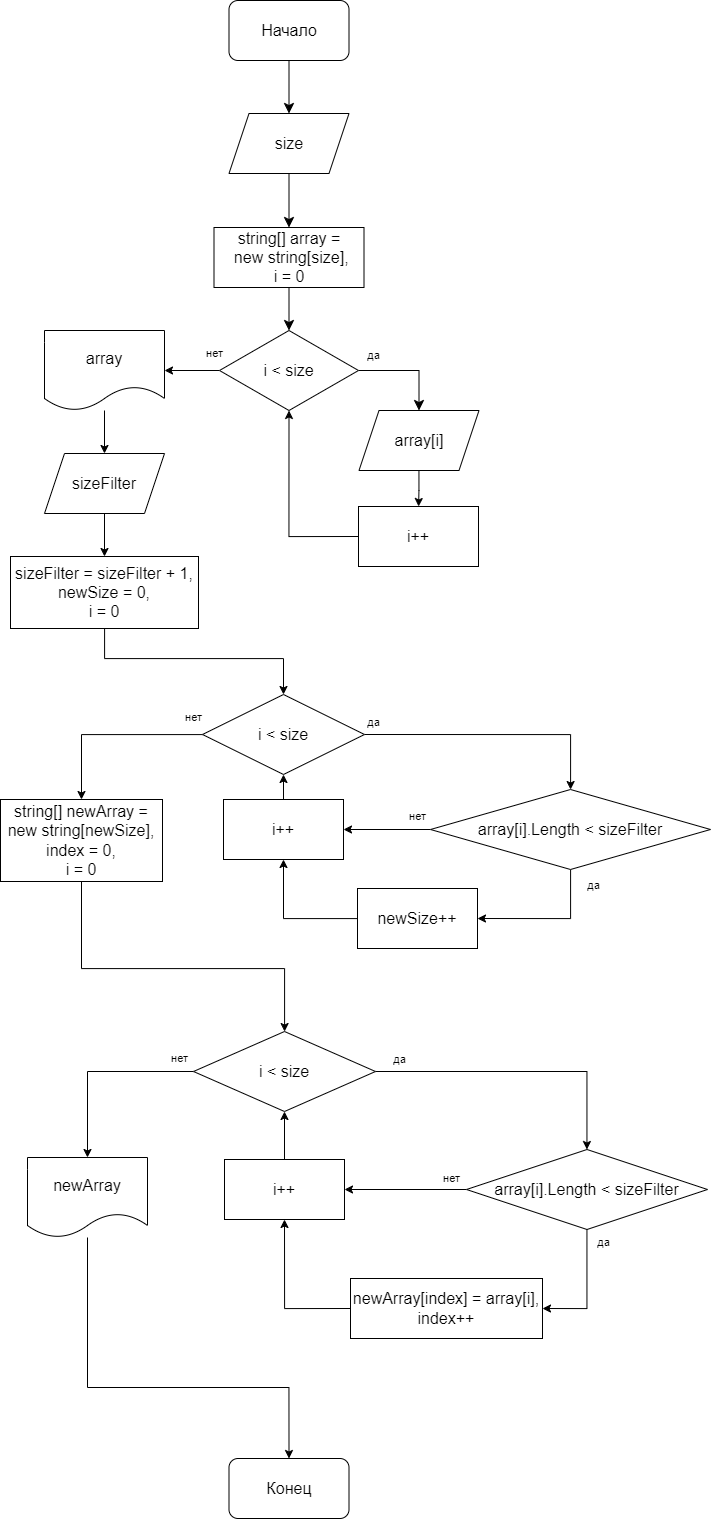 Начало
size
string[] array =
new string[size],
i = 0
array
нет
i < size
да
array[i]
sizeFilter
i++
sizeFilter = sizeFilter + 1,
newSize = 0,
i = 0
нет
i < size
да
string[] newArray =
new string[newSize],
index = 0,
i = 0
i++
нет
array[i].Length < sizeFilter
да
newSize++
нет
i < size
да
newArray
i++
нет
array[i].Length < sizeFilter
да
newArray[index] = array[i],
index++
Конец